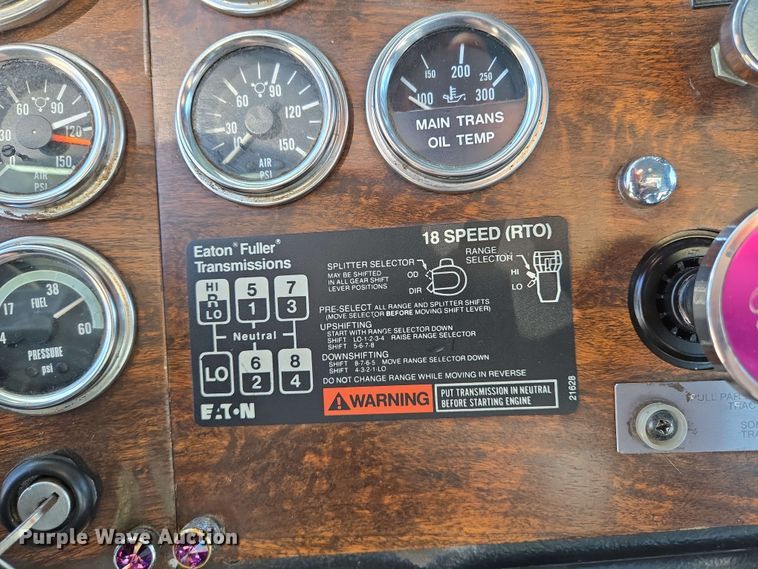 30
60
90
120
150
AIR
PSI
10
30
60
90
120
150
AIR
PSI
100
150
200
250
300
MAIN TRANS
OIL TEMP
17
38
60
FUEL
PRESSURE
psi
Eaton® Fuller®
Transmissions
18 SPEED (RTO)
SPLITTER SELECTOR
MAY BE SHIFTED
IN ALL GEAR SHIFT
LEVER POSITIONS
OD
DIR
RANGE
SELECTOR
HI
LO
HI
R
LO
5
1
7
3
Neutral
LO
6
2
8
4
PRE-SELECT ALL RANGE AND SPLITTER SHIFTS
(MOVE SELECTOR BEFORE MOVING SHIFT LEVER)
UPSHIFTING
START WITH RANGE SELECTOR DOWN
SHIFT LO-1-2-3-4 RAISE RANGE SELECTOR
SHIFT 5-6-7-8
DOWNSHIFTING
SHIFT 8-7-6-5 MOVE RANGE SELECTOR DOWN
SHIFT 4-3-2-1-LO
DO NOT CHANGE RANGE WHILE MOVING IN REVERSE
EATON
WARNING
PUT TRANSMISSION IN NEUTRAL
BEFORE STARTING ENGINE
21628
PULL PAR
TRAC
SON
TRA
Purple Wave Auction